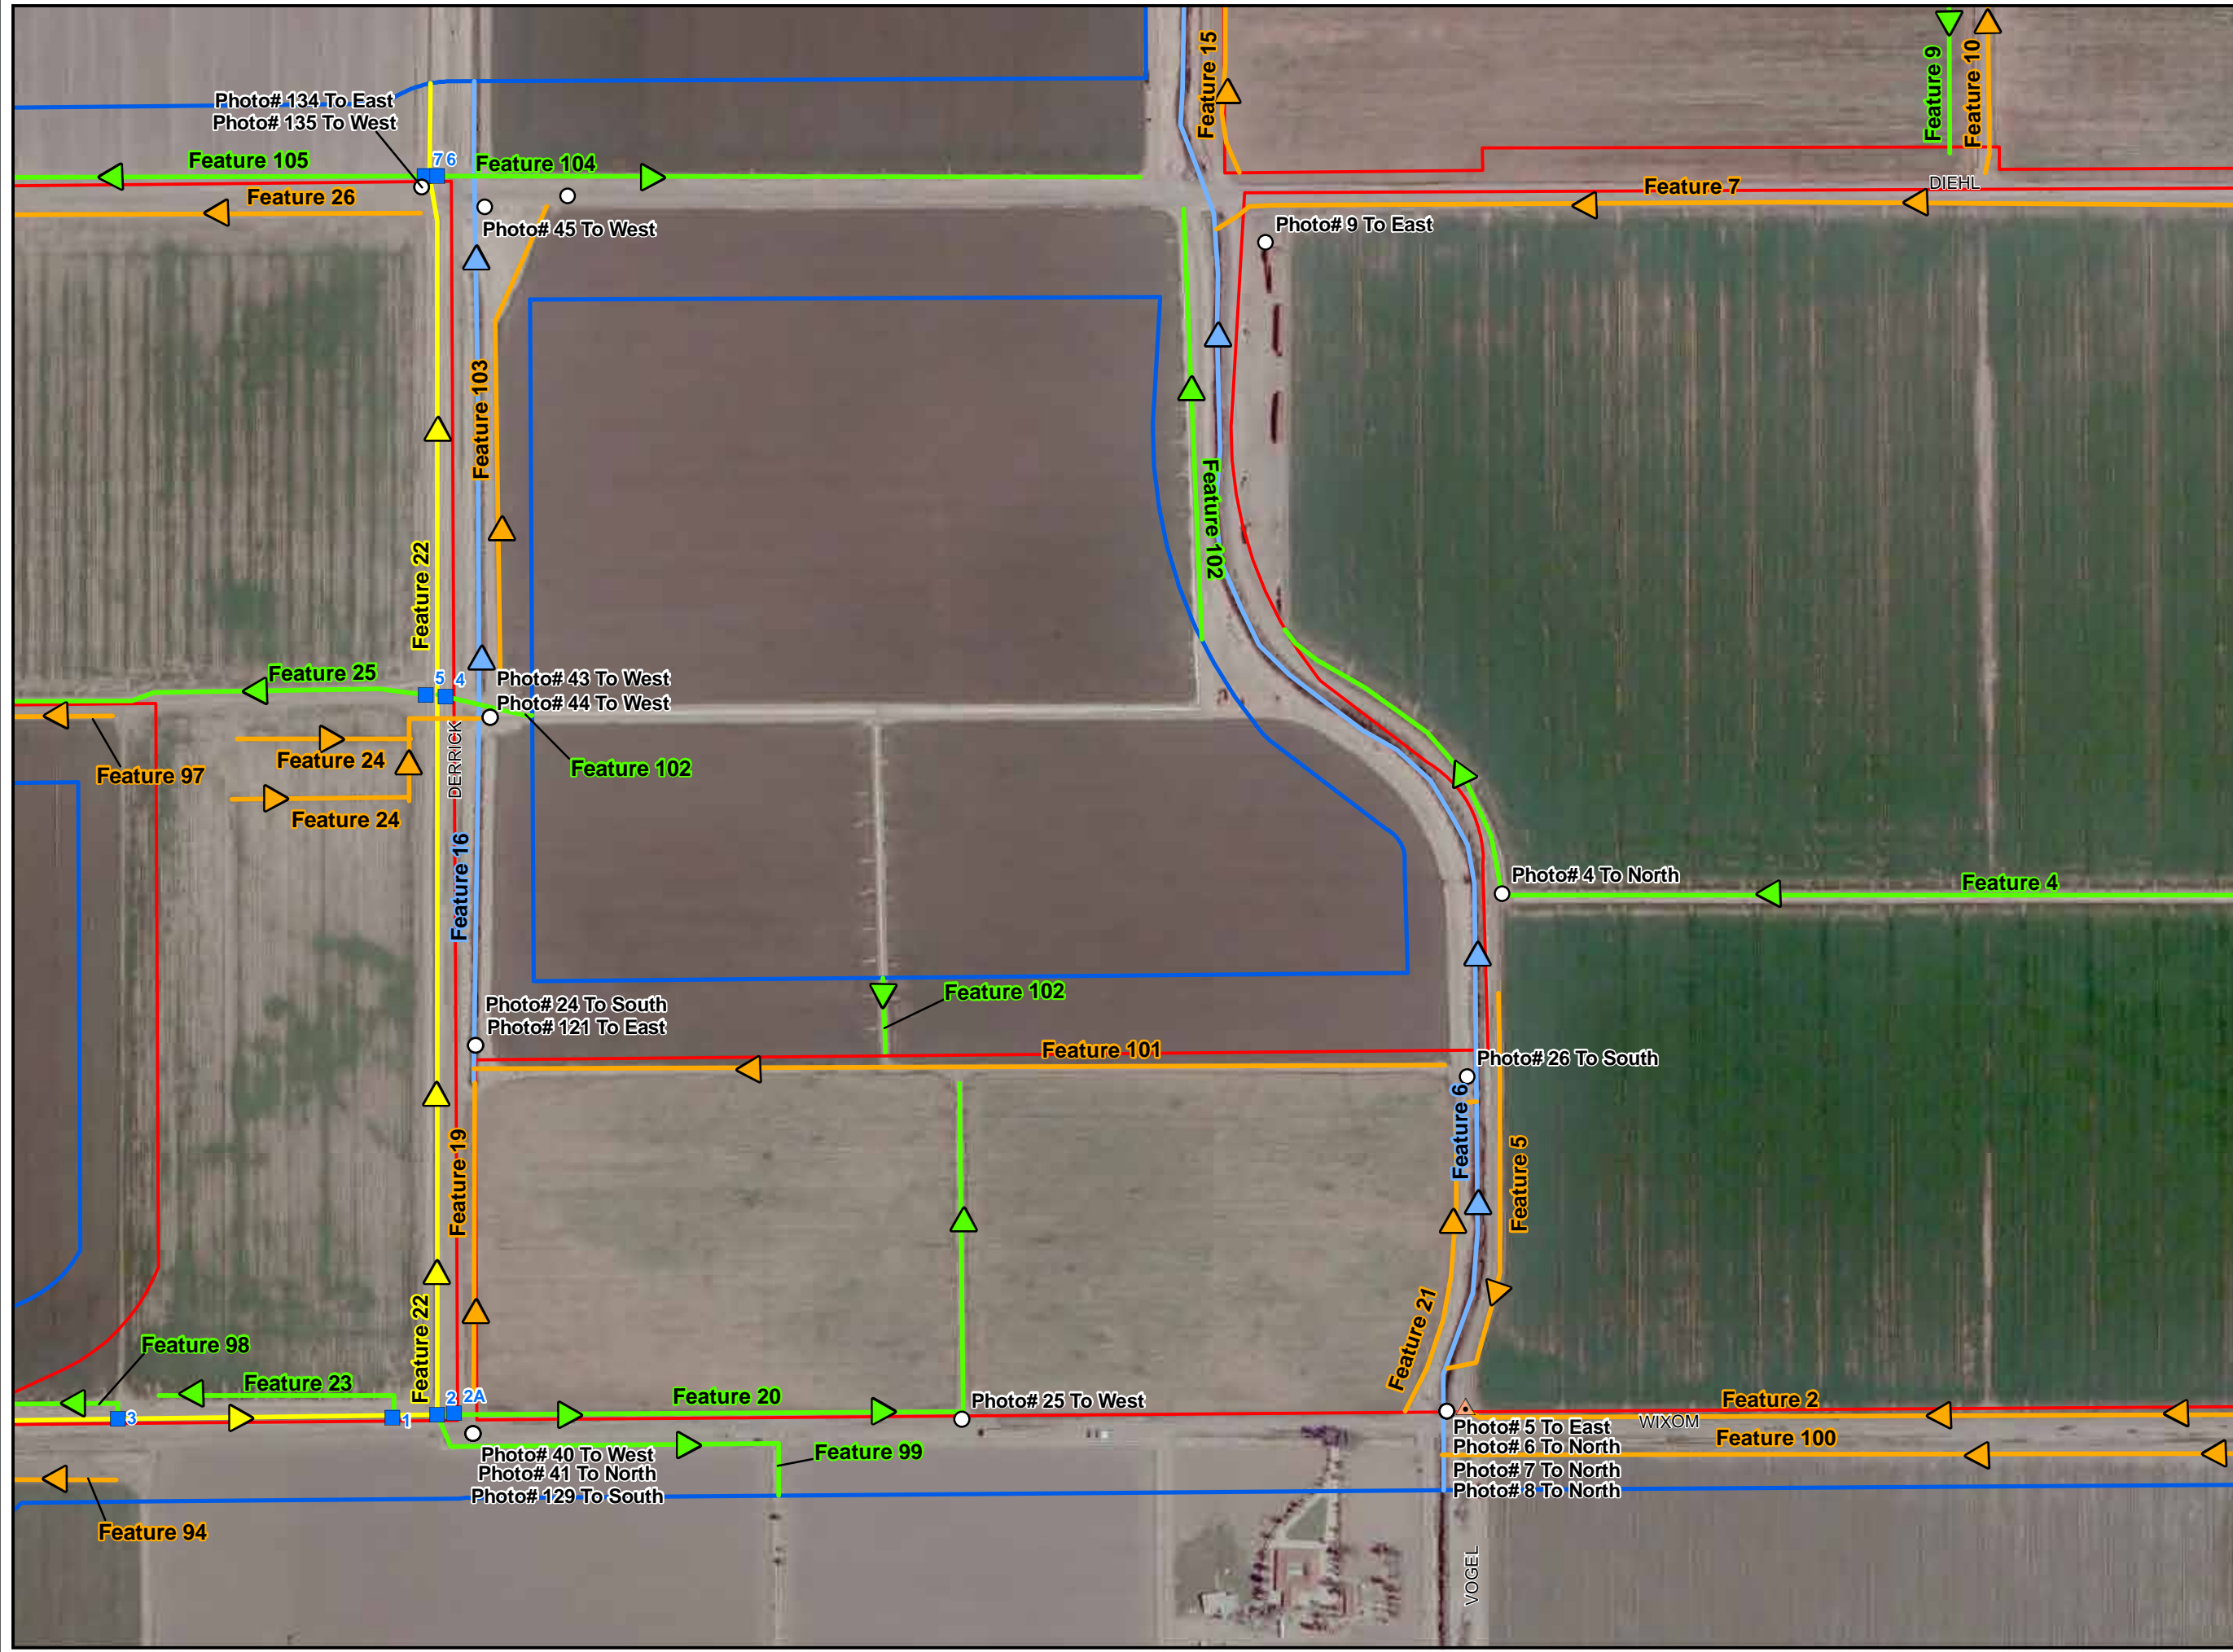 Feature 15
Feature 9
Feature 10
Photo# 134 To East
Photo# 135 To West
Feature 105
7 6
Feature 104
Feature 26
Feature 7
DIEHL
Photo# 45 To West
Photo# 9 To East
Feature 103
Feature 102
Feature 22
Feature 25
5 4
Photo# 43 To West
Photo# 44 To West
Feature 24
Feature 97
DERRICK
Feature 102
Feature 24
Feature 16
Photo# 4 To North
Feature 4
Photo# 24 To South
Photo# 121 To East
Feature 102
Feature 101
Photo# 26 To South
Feature 6
Feature 19
Feature 5
Feature 21
Feature 98
Feature 22
Feature 23
2 2A
Feature 20
Photo# 25 To West
Feature 2
3
1
WIXOM
Photo# 5 To East
Photo# 6 To North
Feature 100
Photo# 40 To West
Photo# 41 To North
Photo# 129 To South
Feature 99
Photo# 7 To North
Photo# 8 To North
Feature 94
VOGEL